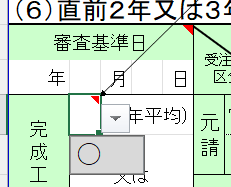 (6)直前2年又は3年
審査基準日
受注
区分
年 月 日
年平均)
完成工
元請
○
又は